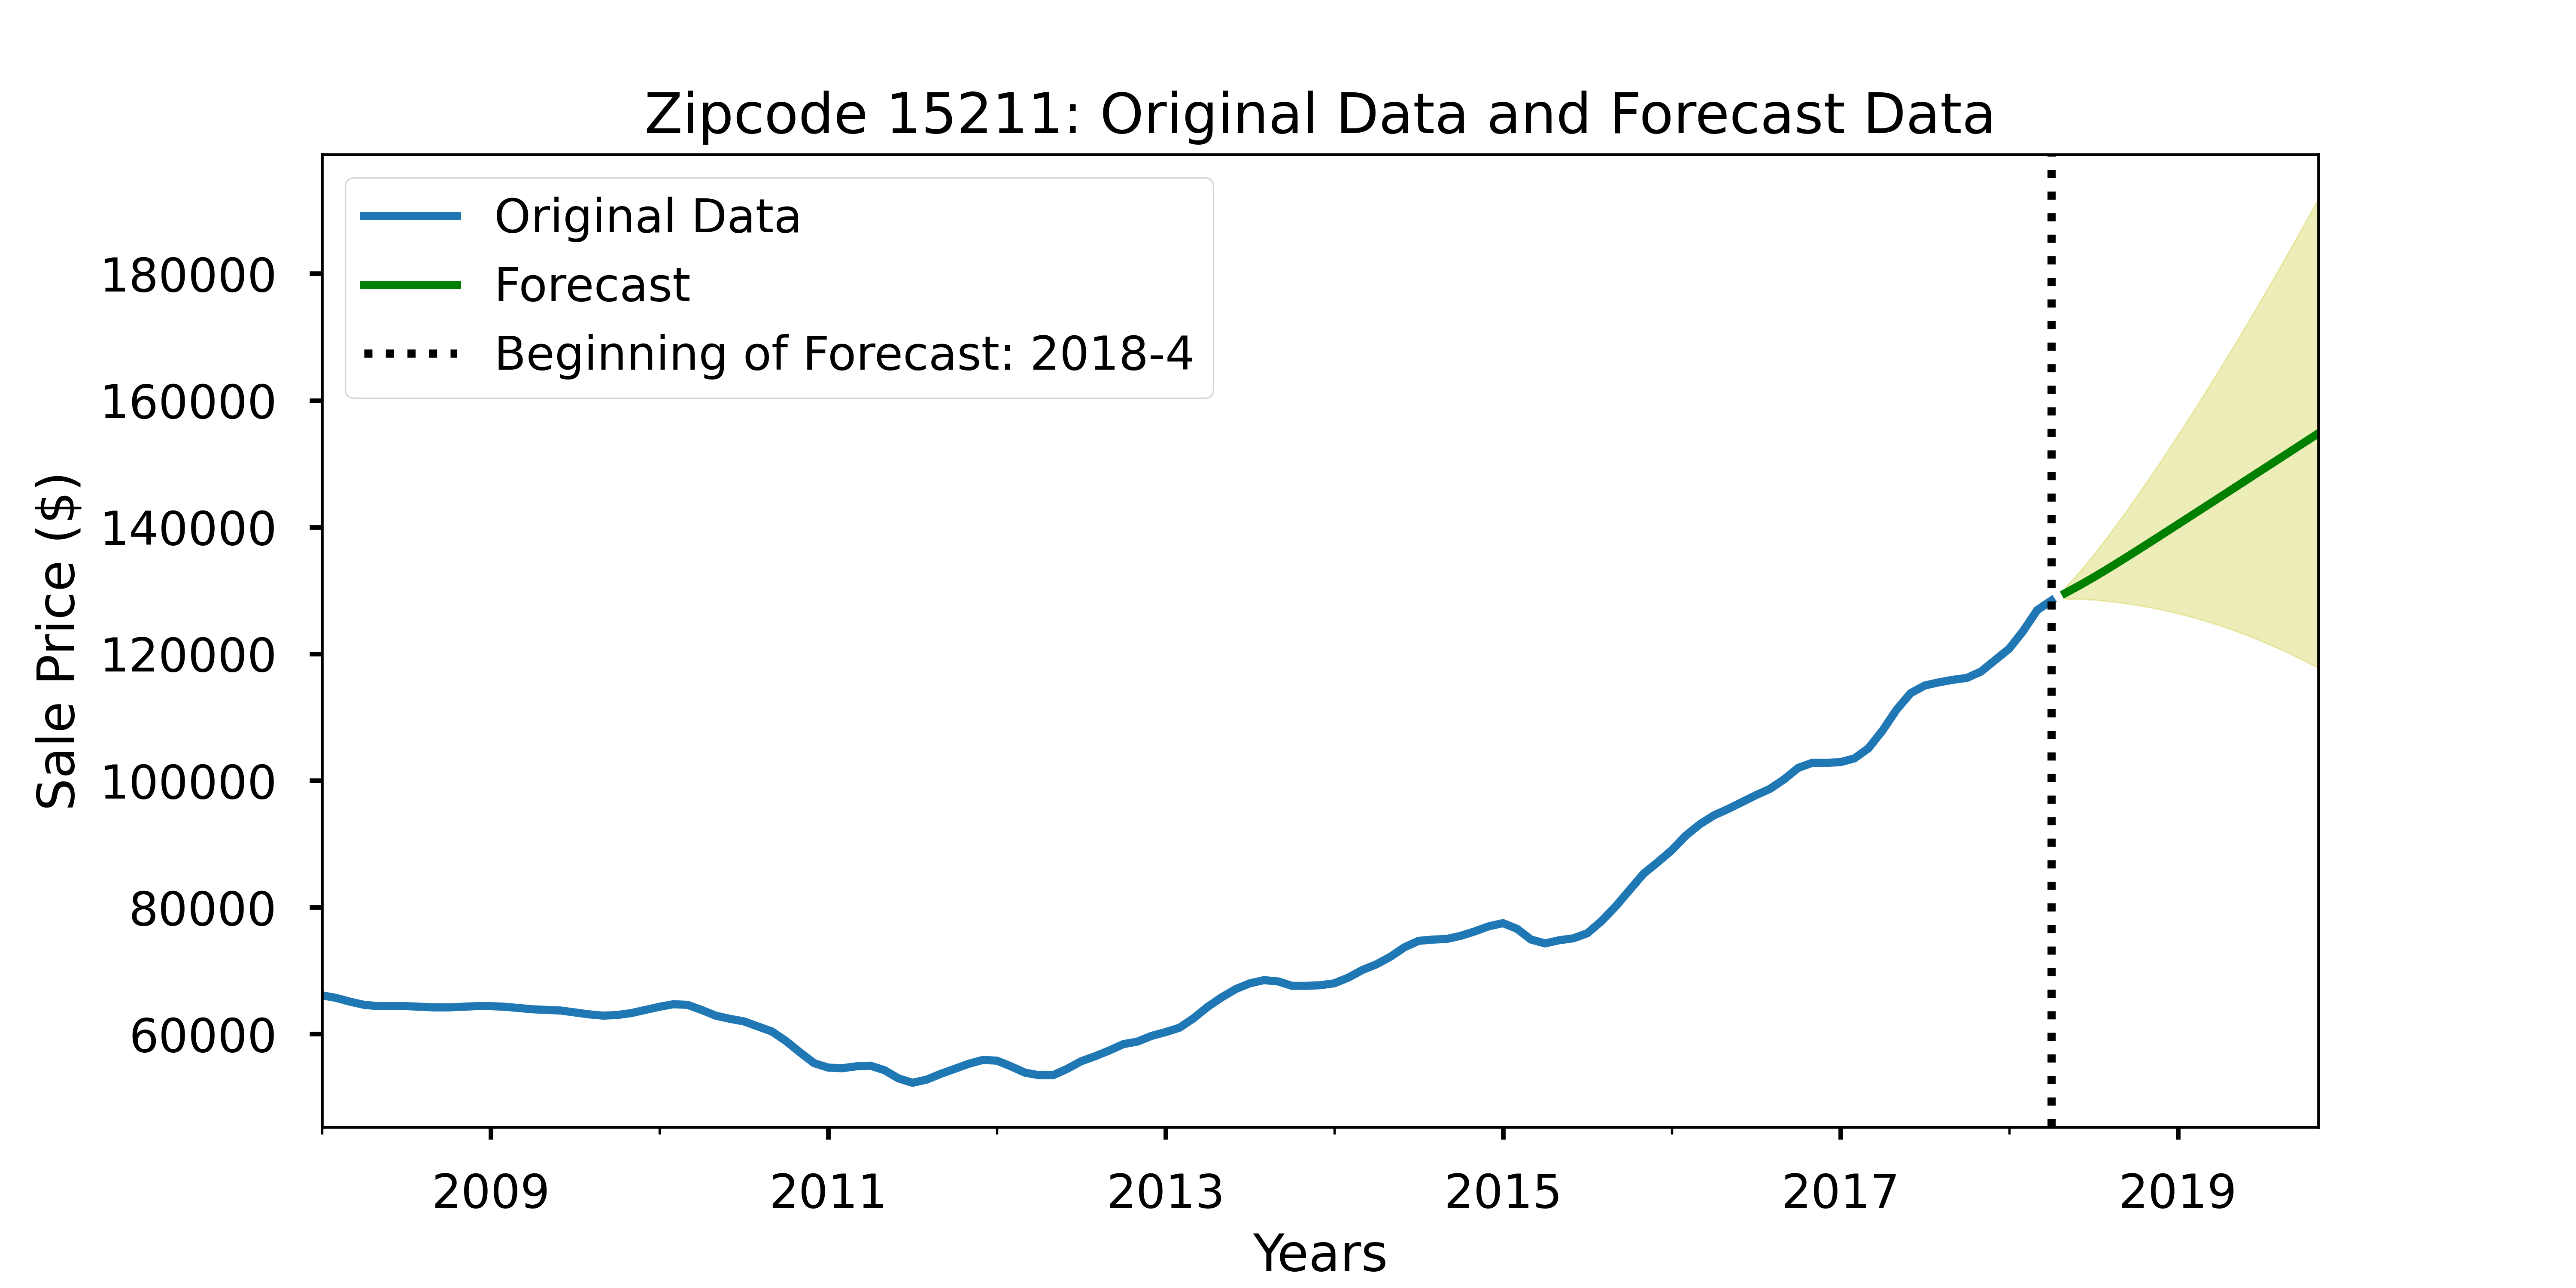 Zipcode 15211: Original Data and Forecast Data
Original Data
Forecast
Beginning of Forecast: 2018-4
Sale Price ($)
180000
160000
140000
120000
100000
80000
60000
2009
2011
2013
2015
2017
2019
Years